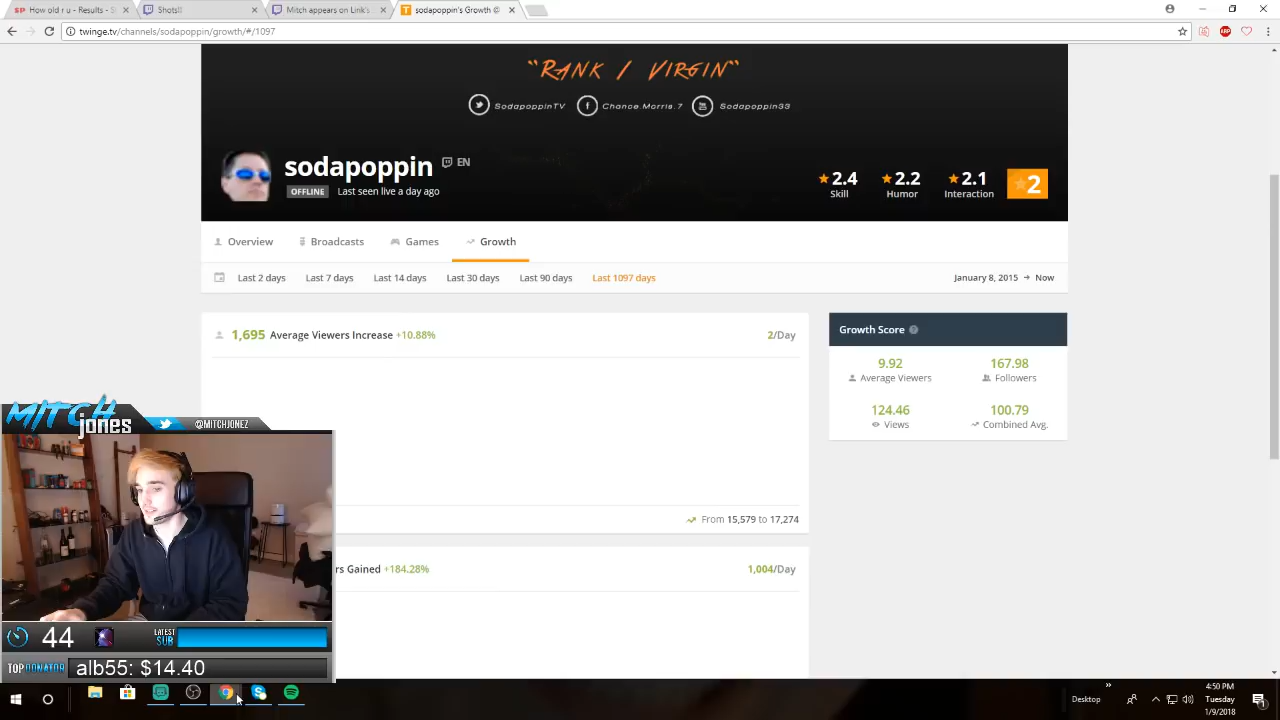 How old r u - Results - S
Shots!!
Mitch appears on Link's
sodapoppin's Growth
twinge.tv/channels/sodapoppin/growth/#/1097
"RANK 1 VIRGIN"
SodapoppinTV Chance.Morris.7 Sodapoppin33
sodapoppin EN
OFFLINE Last seen live a day ago
2.4 2.2 2.1 2
Skill Humor Interaction
Overview Broadcasts Games Growth
Last 2 days Last 7 days Last 14 days Last 30 days Last 90 days Last 1097 days January 8, 2015 → Now
1,695 Average Viewers Increase +10.88% 2/Day
Growth Score
9.92 167.98
Average Viewers Followers
124.46 100.79
Views Combined Avg.
From 15,579 to 17,274
rs Gained +184.28% 1,004/Day
MITCH
jones
@MITCHJONEZ
44 LATEST
SUB
TOP DONATOR alb55: $14.40
Desktop
4:50 PM
Tuesday
1/9/2018